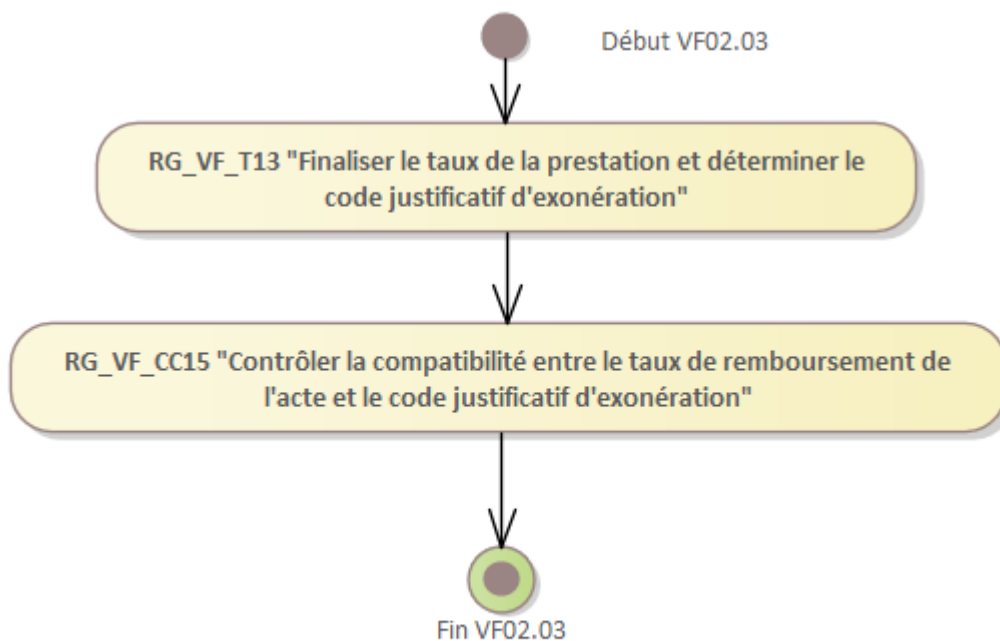 Début VF02.03
RG_VF_T13 "Finaliser le taux de la prestation et déterminer le
code justificatif d'exonération"
RG_VF_CC15 "Contrôler la compatibilité entre le taux de remboursement de
l'acte et le code justificatif d'exonération"
Fin VF02.03